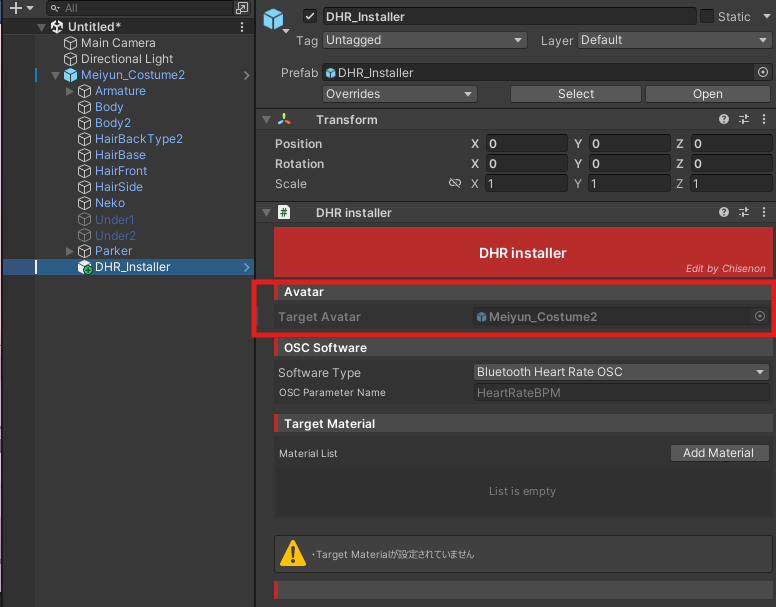 All
Untitled*
Main Camera
Directional Light
Meiyun_Costume2
Armature
Body
Body2
HairBackType2
HairBase
HairFront
HairSide
Neko
Under1
Under2
Parker
DHR_Installer
DHR_Installer
Static
Tag Untagged Layer Default
Prefab DHR_Installer
Overrides Select Open
Transform
Position X 0 Y 0 Z 0
Rotation X 0 Y 0 Z 0
Scale X 1 Y 1 Z 1
# DHR installer
DHR installer
Edit by Chisenon
Avatar
Target Avatar Meiyun_Costume2
OSC Software
Software Type Bluetooth Heart Rate OSC
OSC Parameter Name HeartRateBPM
Target Material
Material List Add Material
List is empty
・Target Materialが設定されていません